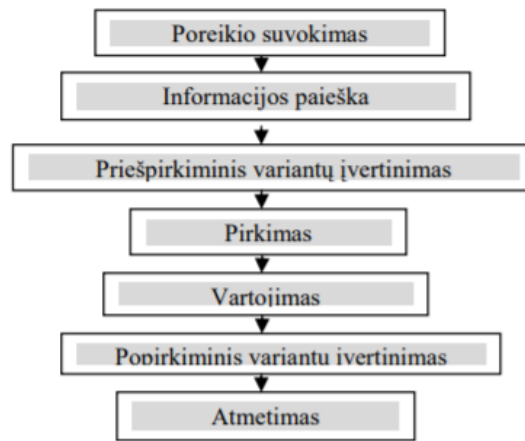 Poreikio suvokimas
Informacijos paieška
Priešpirkiminis variantų įvertinimas
Pirkimas
Vartojimas
Popirkiminis variantų įvertinimas
Atmetimas